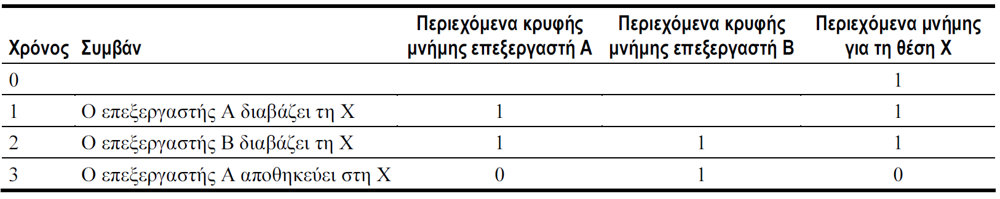 Χρόνος Συμβάν Περιεχόμενα κρυφής μνήμης επεξεργαστή Α Περιεχόμενα κρυφής μνήμης επεξεργαστή Β Περιεχόμενα μνήμης για τη θέση Χ
0 1
1 Ο επεξεργαστής Α διαβάζει τη Χ 1 1
2 Ο επεξεργαστής Β διαβάζει τη Χ 1 1 1
3 Ο επεξεργαστής Α αποθηκεύει στη Χ 0 1 0